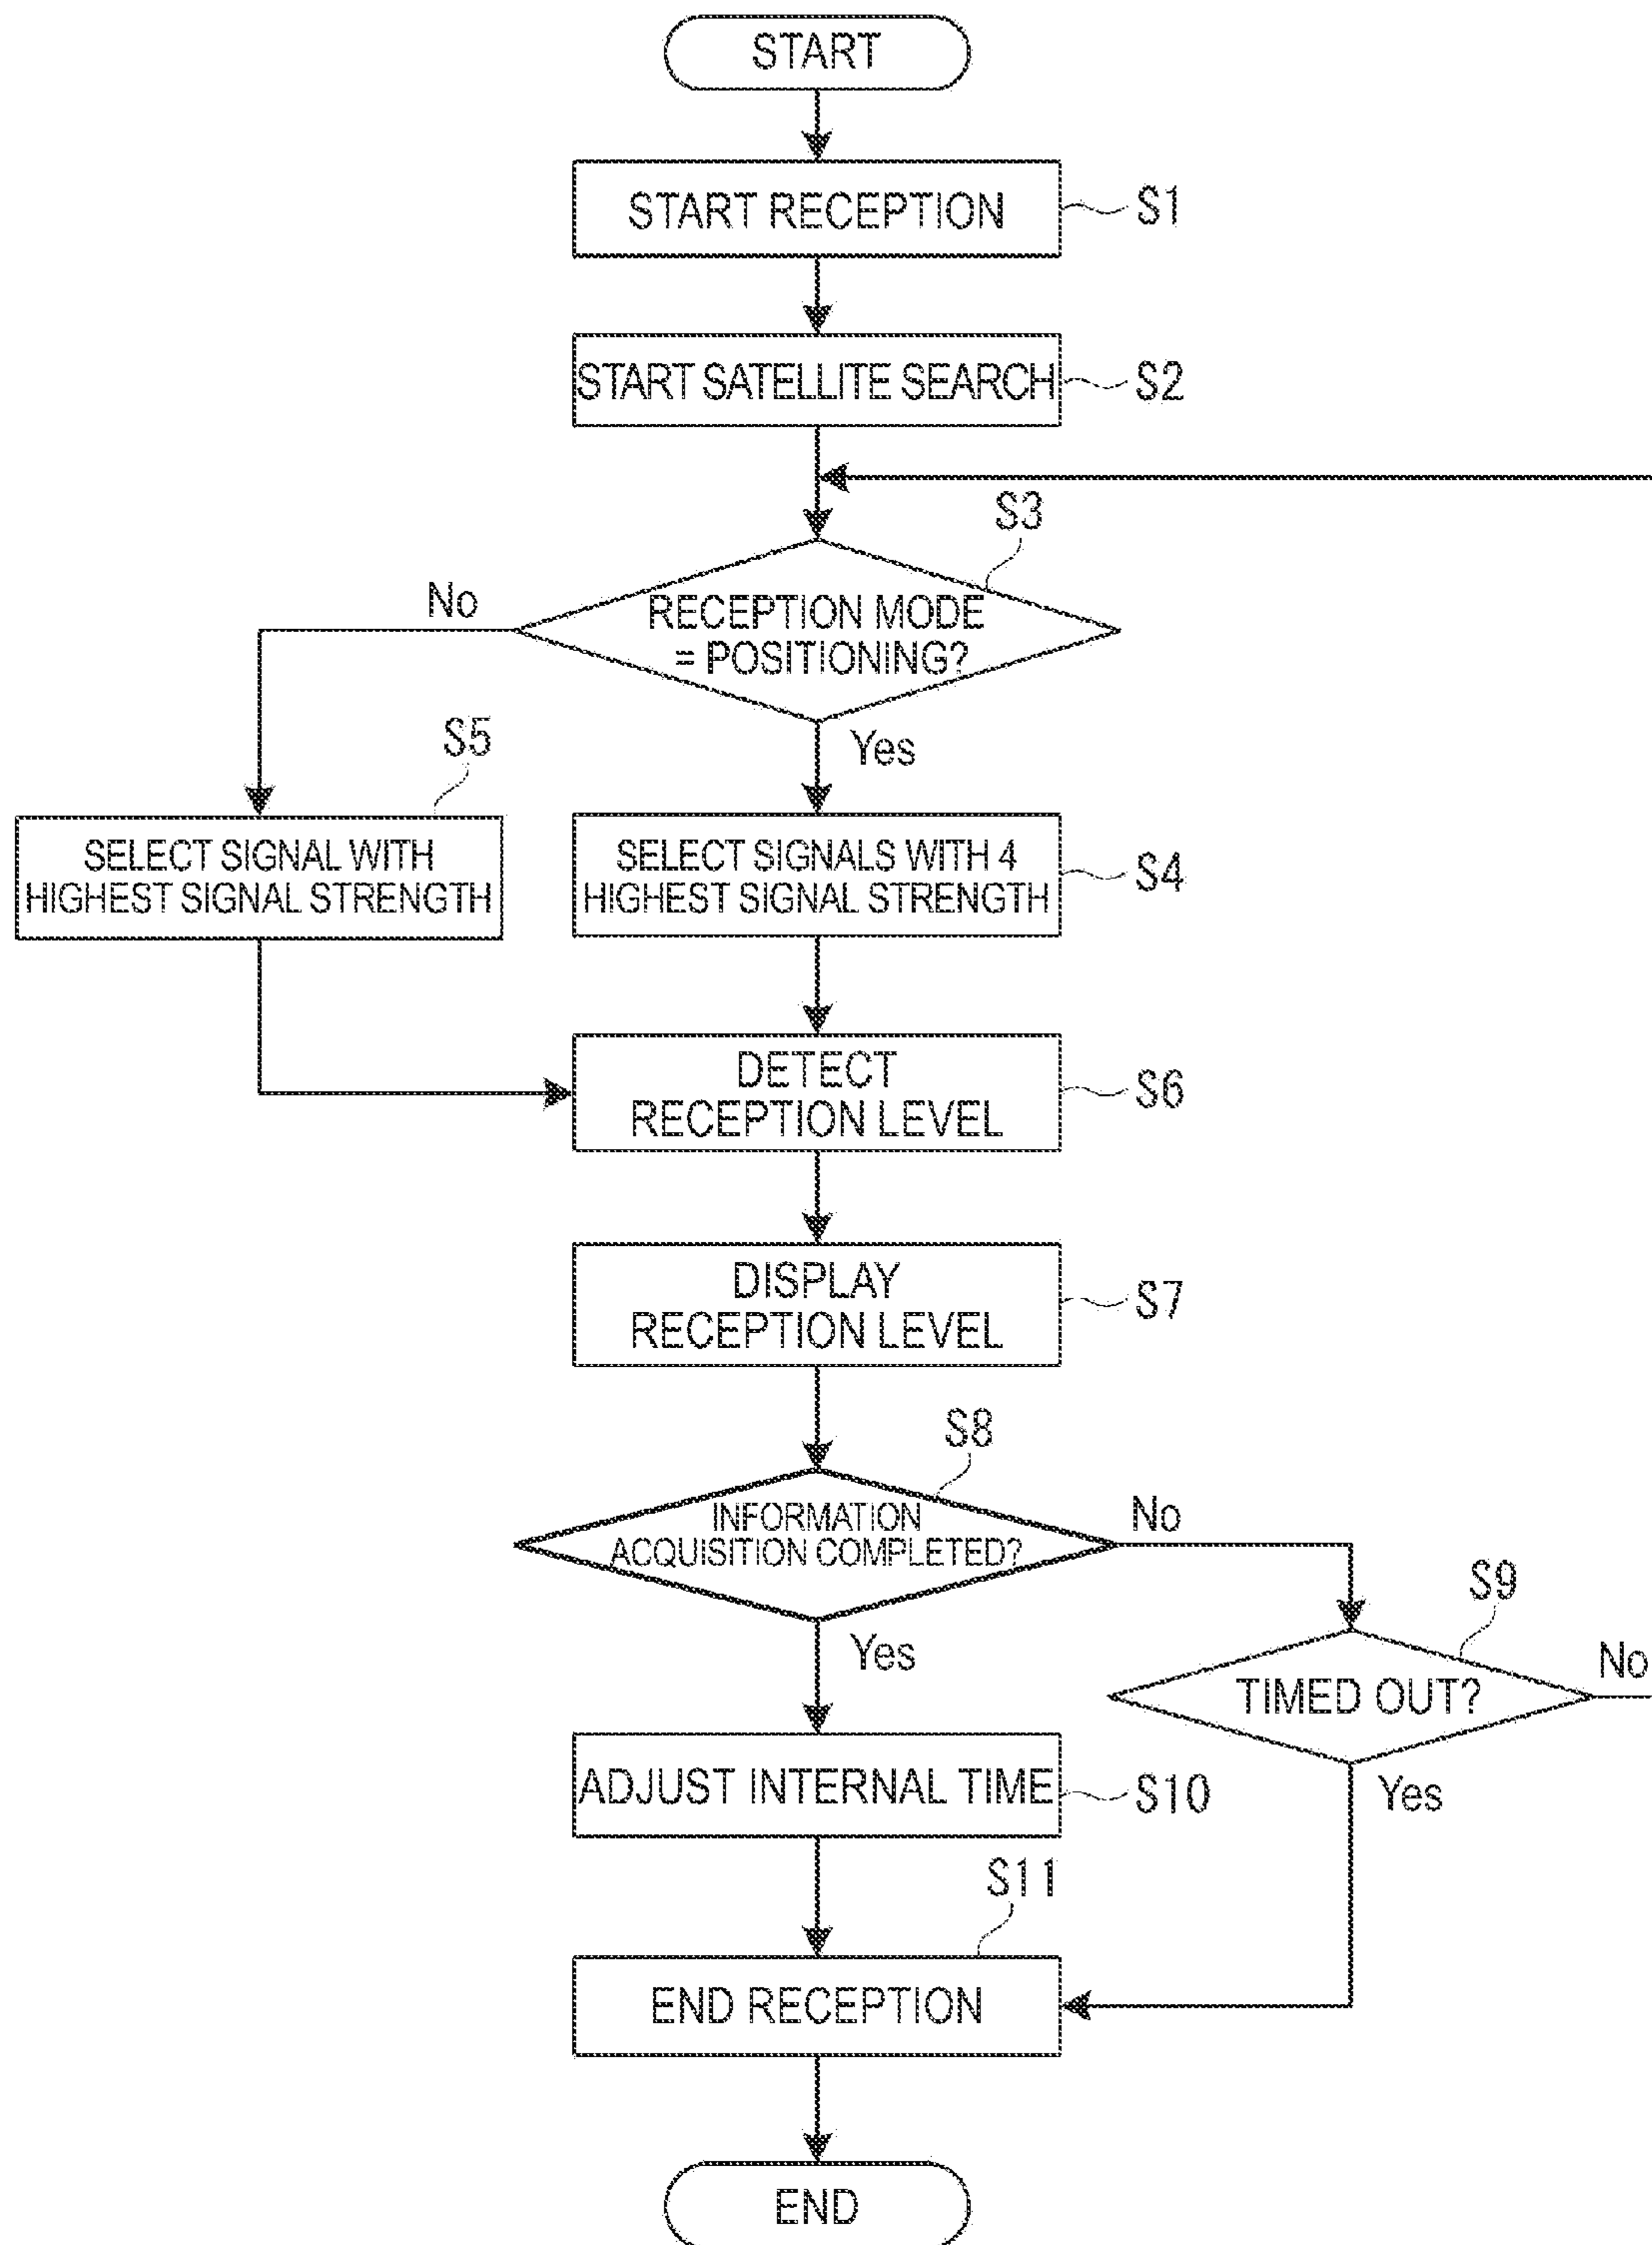 START
START RECEPTION
S1
START SATELLITE SEARCH
S2
S3
RECEPTION MODE
= POSITIONING?
No
Yes
S5
SELECT SIGNAL WITH
HIGHEST SIGNAL STRENGTH
SELECT SIGNALS WITH 4
HIGHEST SIGNAL STRENGTH
S4
DETECT
RECEPTION LEVEL
S6
DISPLAY
RECEPTION LEVEL
S7
S8
INFORMATION
ACQUISITION COMPLETED?
No
Yes
S9
TIMED OUT?
No
Yes
ADJUST INTERNAL TIME
S10
S11
END RECEPTION
END